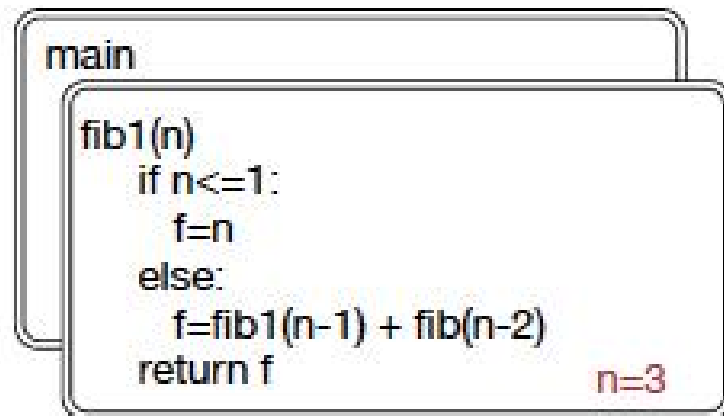 main
fib1(n)
if n<=1:
f=n
else:
f=fib1(n-1) + fib(n-2)
return f
n=3